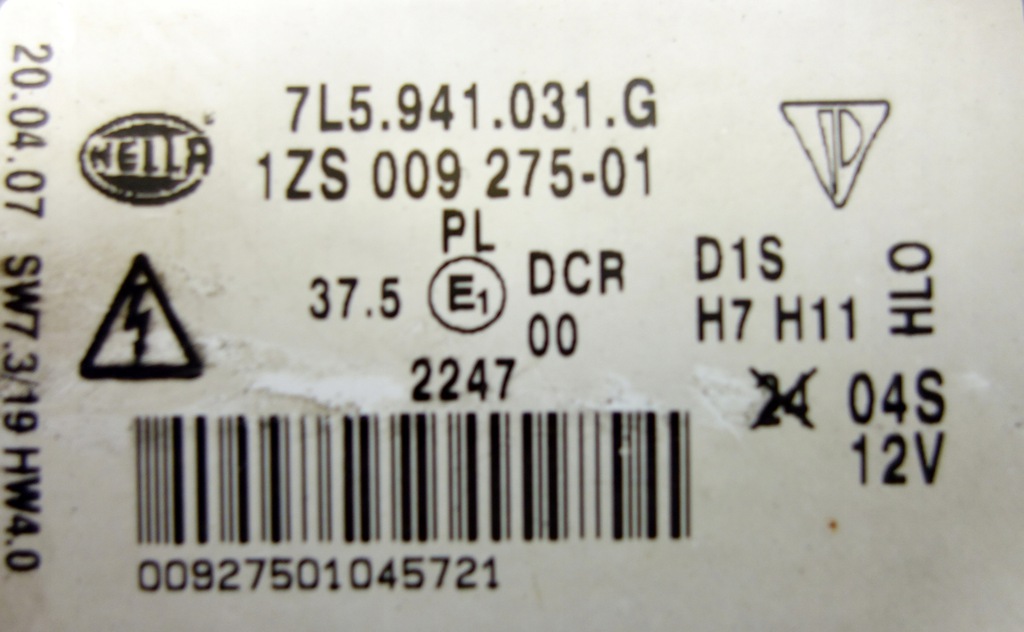 7L5.941.031.G
HELLA
1ZS 009 275-01
PL
37.5 E1 DCR
00
2247
D1S
H7 H11
HLO
24 04S
12V
00927501045721
20.04.07 SW7.3/19 HW4.0